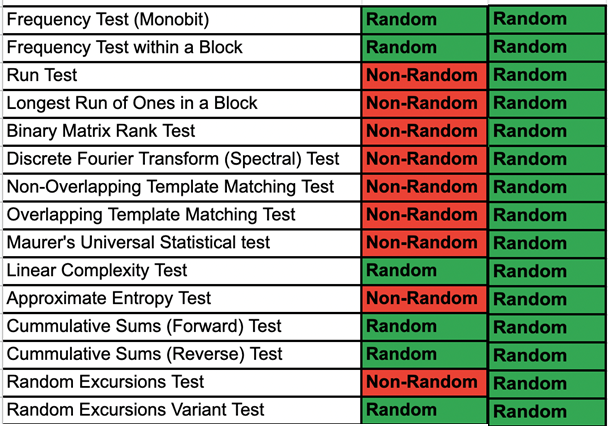 Frequency Test (Monobit) Random Random
Frequency Test within a Block Random Random
Run Test Non-Random Random
Longest Run of Ones in a Block Non-Random Random
Binary Matrix Rank Test Non-Random Random
Discrete Fourier Transform (Spectral) Test Non-Random Random
Non-Overlapping Template Matching Test Non-Random Random
Overlapping Template Matching Test Non-Random Random
Maurer's Universal Statistical test Non-Random Random
Linear Complexity Test Random Random
Approximate Entropy Test Non-Random Random
Cummulative Sums (Forward) Test Random Random
Cummulative Sums (Reverse) Test Random Random
Random Excursions Test Non-Random Random
Random Excursions Variant Test Random Random